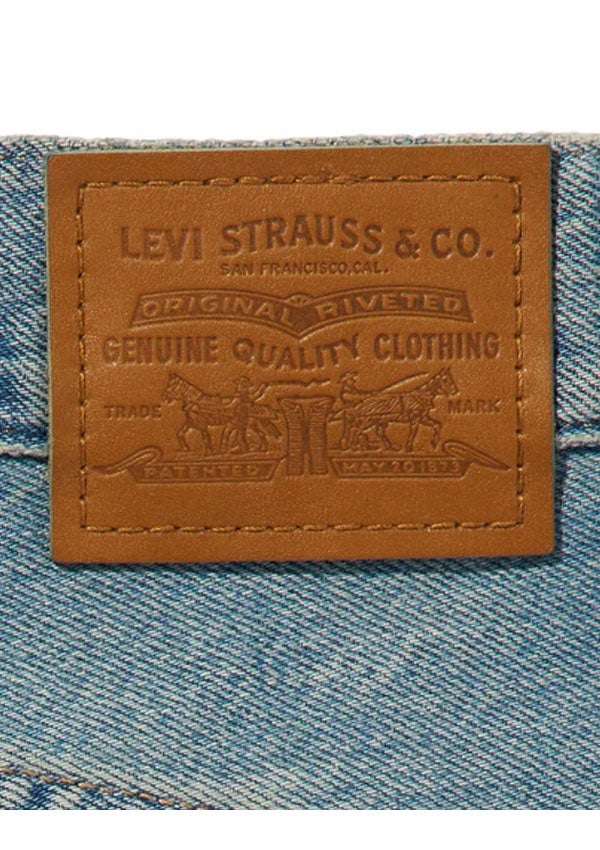 LEVI STRAUSS & CO.
SAN FRANCISCO, CAL.
ORIGINAL RIVETED
GENUINE QUALITY CLOTHING
TRADE MARK
PATENTED MAY 20 1873